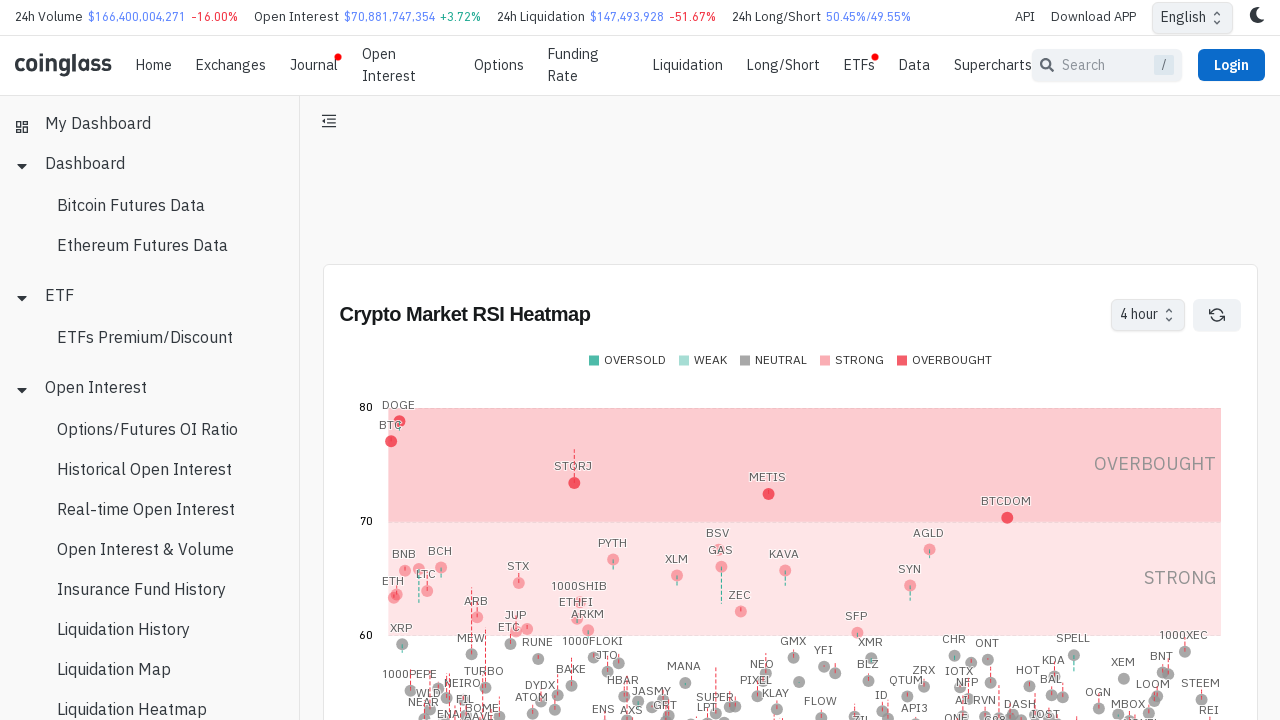 24h Volume $166,400,004,271 -16.00% Open Interest $70,881,747,354 +3.72% 24h Liquidation $147,493,928 -51.67% 24h Long/Short 50.45%/49.55% API Download APP English
coinglass Home Exchanges Journal Open Interest Options Funding Rate Liquidation Long/Short ETFs Data Supercharts Search / Login
My Dashboard
Dashboard
Bitcoin Futures Data
Ethereum Futures Data
ETF
ETFs Premium/Discount
Open Interest
Options/Futures OI Ratio
Historical Open Interest
Real-time Open Interest
Open Interest & Volume
Insurance Fund History
Liquidation History
Liquidation Map
Liquidation Heatmap
Crypto Market RSI Heatmap 4 hour
OVERSOLD WEAK NEUTRAL STRONG OVERBOUGHT
80
DOGE
BTC
OVERBOUGHT
STORJ
METIS
BTCDOM
70
BSV AGLD
PYTH
GAS
BNB BCH
XLM KAVA
STX SYN
LTC
STRONG
ETH
1000SHIB
ZEC
ARB ETHFI
ARKM
JUP SFP
ETC
XRP
60
1000XEC
MEW SPELL
RUNE 1000FLOKI GMX XMR CHR ONT
YFI
JTO BNT
MANA NEO BLZ KDA XEM
TURBO BAKE ZRX IOTX HOT
1000PEPE HBAR PIXEL QTUM BAL
NEIRO DYDX NFP STEEM LOOM
WLD JASMY KLAY OGN
FIL ATOM SUPER ID RVN
NEAR GRT FLOW DASH MBOX
BOME ENS AXS LPT API3 REI
ENA AAVE IOST
ONE